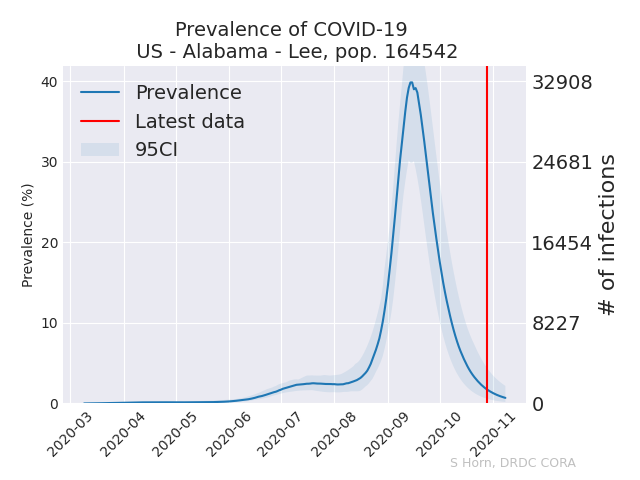 Prevalence of COVID-19
US - Alabama - Lee, pop. 164542
Prevalence
Latest data
95CI
Prevalence (%)
40
30
20
10
0
32908
24681
16454
8227
0
# of infections
2020-03
2020-04
2020-05
2020-06
2020-07
2020-08
2020-09
2020-10
2020-11
S Horn, DRDC CORA